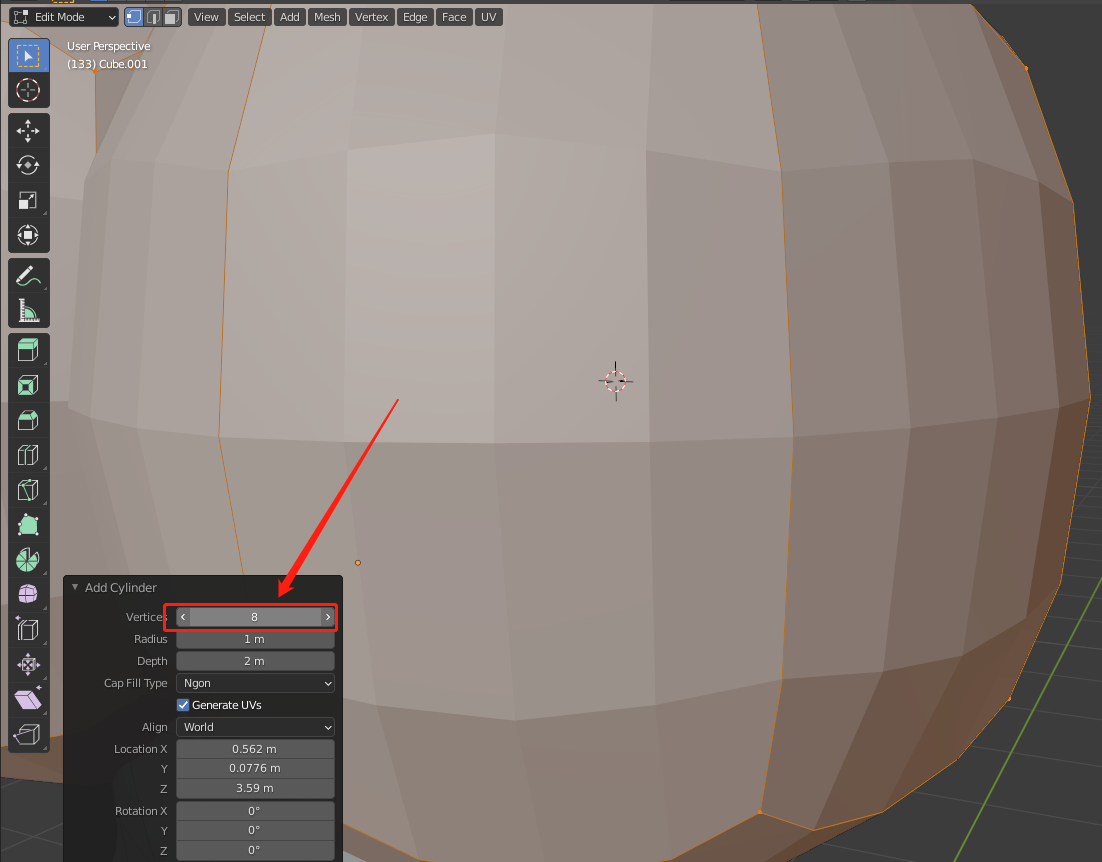 Edit Mode View Select Add Mesh Vertex Edge Face UV
User Perspective
(133) Cube.001
Add Cylinder
Vertices 8
Radius 1 m
Depth 2 m
Cap Fill Type Ngon
Generate UVs
Align World
Location X 0.562 m
Y 0.0776 m
Z 3.59 m
Rotation X 0°
Y 0°
Z 0°